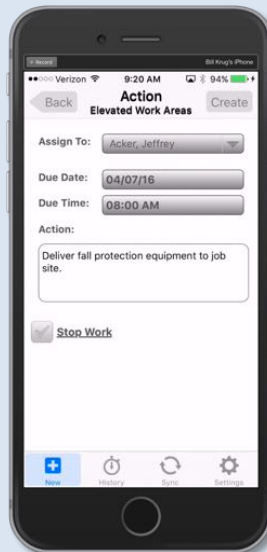 Record
Bill Krug's iPhone
Verizon 9:20 AM 94%
Back Action Create
Elevated Work Areas
Assign To: Acker, Jeffrey
Due Date: 04/07/16
Due Time: 08:00 AM
Action:
Deliver fall protection equipment to job
site.
Stop Work
New History Sync Settings